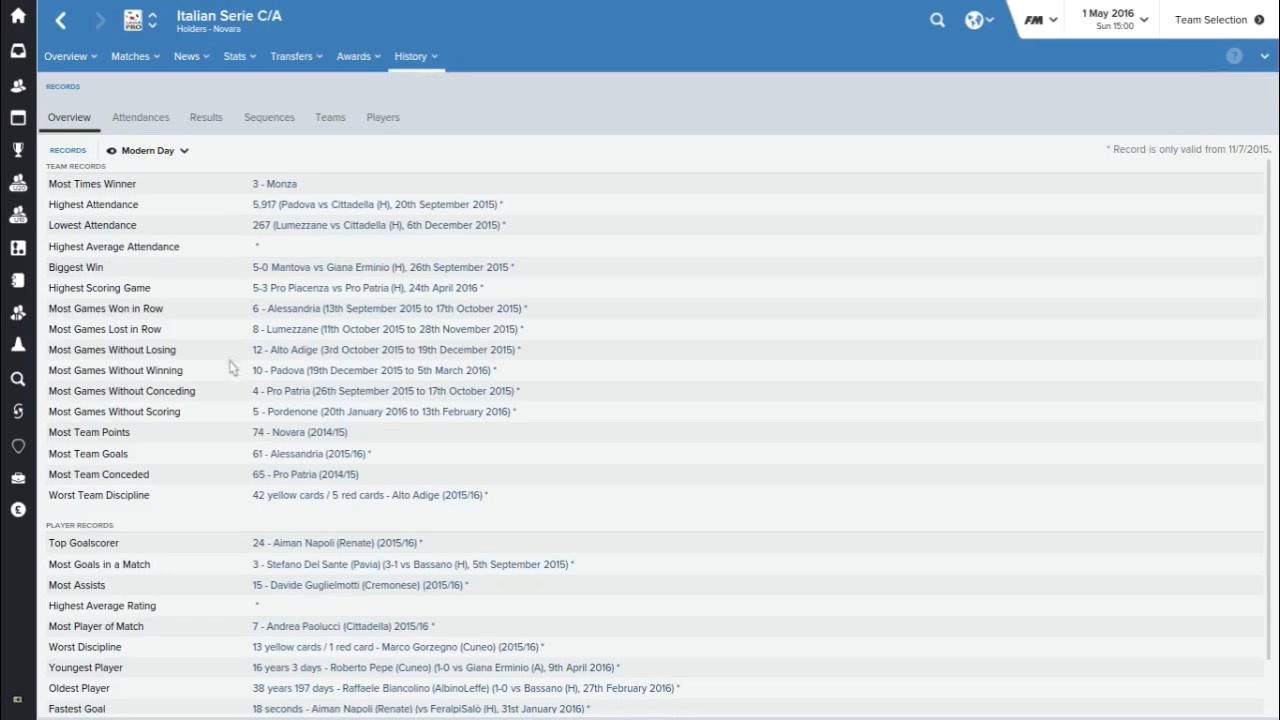 Italian Serie C/A
Holders - Novara
FM
1 May 2016
Sun 15:00
Team Selection
Overview
Matches
News
Stats
Transfers
Awards
History
?
RECORDS
Overview
Attendances
Results
Sequences
Teams
Players
RECORDS
Modern Day
* Record is only valid from 11/7/2015.
TEAM RECORDS
Most Times Winner 3 - Monza
Highest Attendance 5,917 (Padova vs Cittadella (H), 20th September 2015) *
Lowest Attendance 267 (Lumezzane vs Cittadella (H), 6th December 2015) *
Highest Average Attendance *
Biggest Win 5-0 Mantova vs Giana Erminio (H), 26th September 2015 *
Highest Scoring Game 5-3 Pro Piacenza vs Pro Patria (H), 24th April 2016 *
Most Games Won in Row 6 - Alessandria (13th September 2015 to 17th October 2015) *
Most Games Lost in Row 8 - Lumezzane (11th October 2015 to 28th November 2015) *
Most Games Without Losing 12 - Alto Adige (3rd October 2015 to 19th December 2015) *
Most Games Without Winning 10 - Padova (19th December 2015 to 5th March 2016) *
Most Games Without Conceding 4 - Pro Patria (26th September 2015 to 17th October 2015) *
Most Games Without Scoring 5 - Pordenone (20th January 2016 to 13th February 2016) *
Most Team Points 74 - Novara (2014/15)
Most Team Goals 61 - Alessandria (2015/16) *
Most Team Conceded 65 - Pro Patria (2014/15)
Worst Team Discipline 42 yellow cards / 5 red cards - Alto Adige (2015/16) *
PLAYER RECORDS
Top Goalscorer 24 - Aiman Napoli (Renate) (2015/16) *
Most Goals in a Match 3 - Stefano Del Sante (Pavia) (3-1 vs Bassano (H), 5th September 2015) *
Most Assists 15 - Davide Guglielmotti (Cremonese) (2015/16) *
Highest Average Rating *
Most Player of Match 7 - Andrea Paolucci (Cittadella) 2015/16 *
Worst Discipline 13 yellow cards / 1 red card - Marco Gorzegno (Cuneo) (2015/16) *
Youngest Player 16 years 3 days - Roberto Pepe (Cuneo) (1-0 vs Giana Erminio (A), 9th April 2016) *
Oldest Player 38 years 197 days - Raffaele Biancolino (AlbinoLeffe) (1-0 vs Bassano (H), 27th February 2016) *
Fastest Goal 18 seconds - Aiman Napoli (Renate) (vs FeralpiSalò (H), 31st January 2016) *